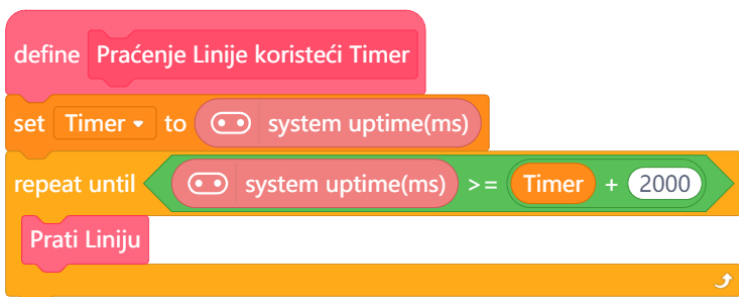 define Praćenje Linije koristeći Timer
set Timer to system uptime(ms)
repeat until system uptime(ms) >= Timer + 2000
Prati Liniju